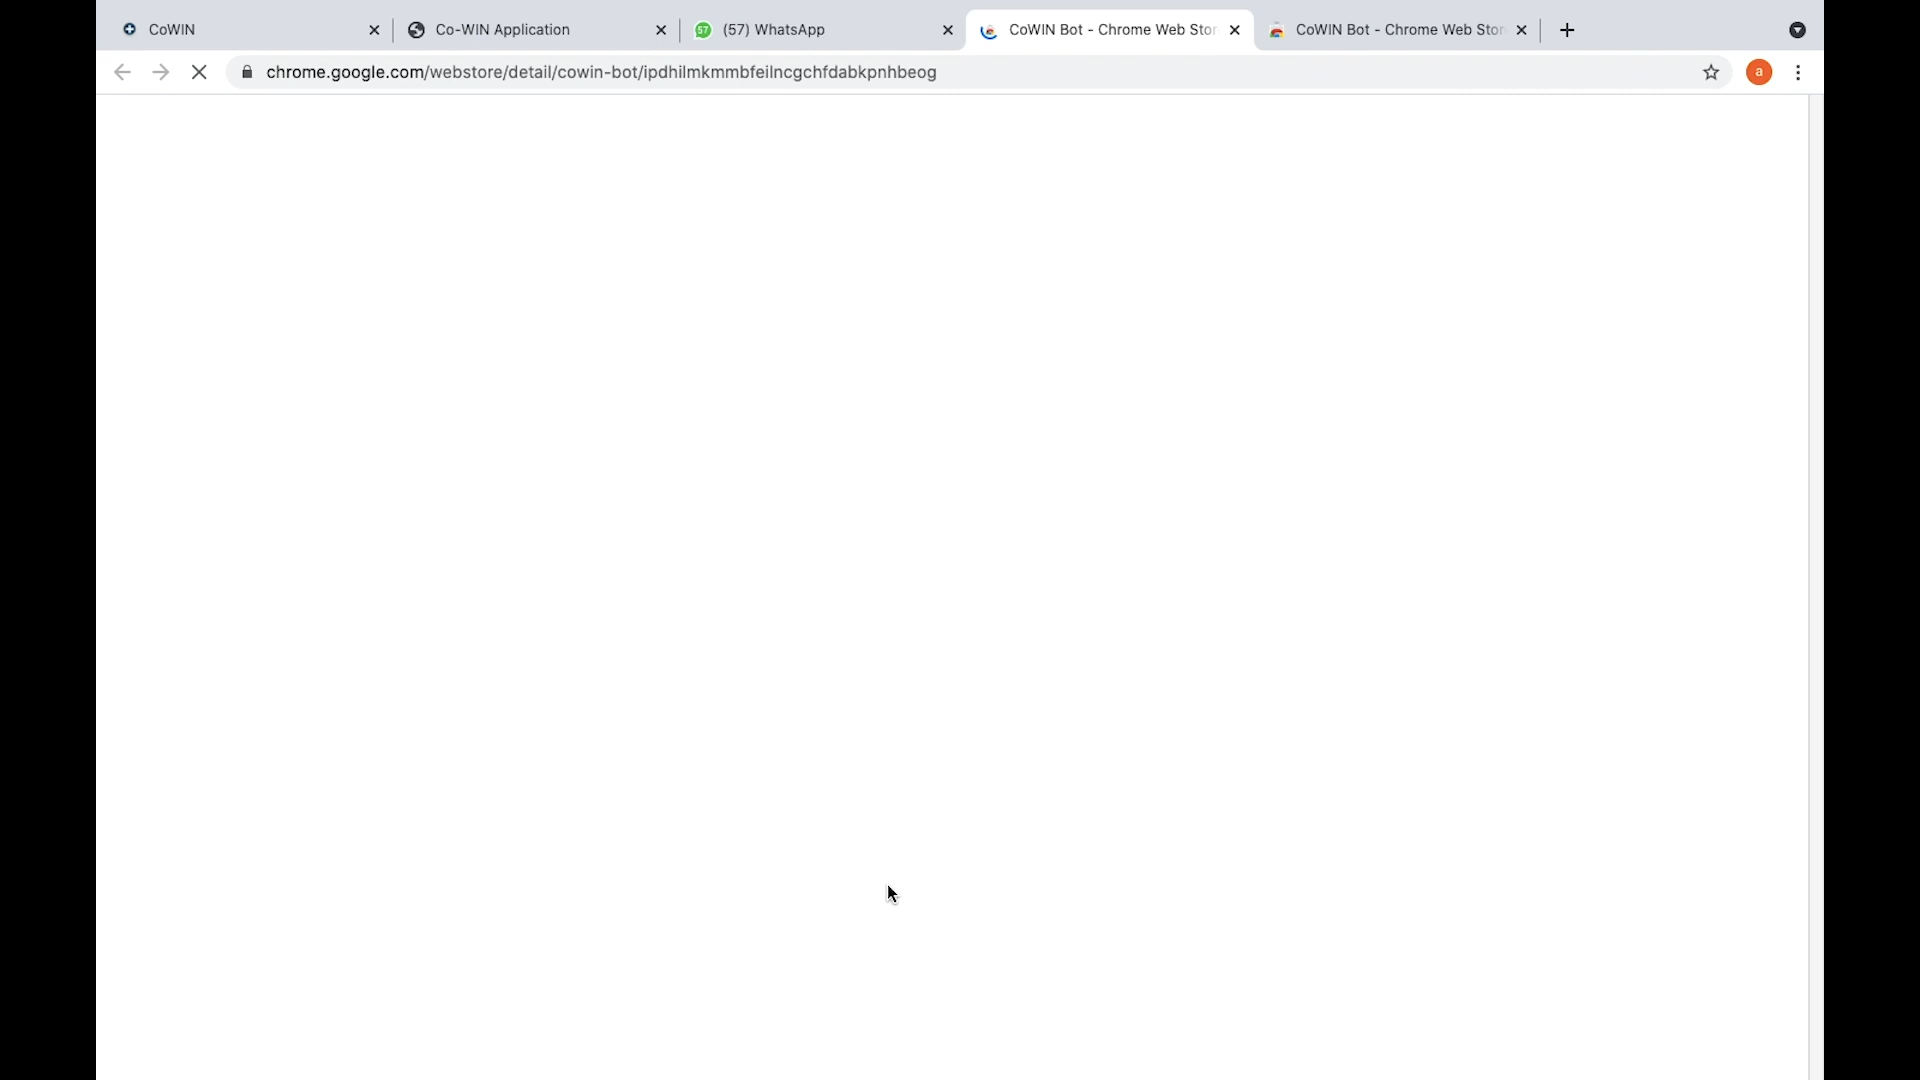 CoWIN
Co-WIN Application
57
(57) WhatsApp
CoWIN Bot - Chrome Web Stor
CoWIN Bot - Chrome Web Stor
chrome.google.com/webstore/detail/cowin-bot/ipdhilmkmmbfeilncgchfdabkpnhbeog
a